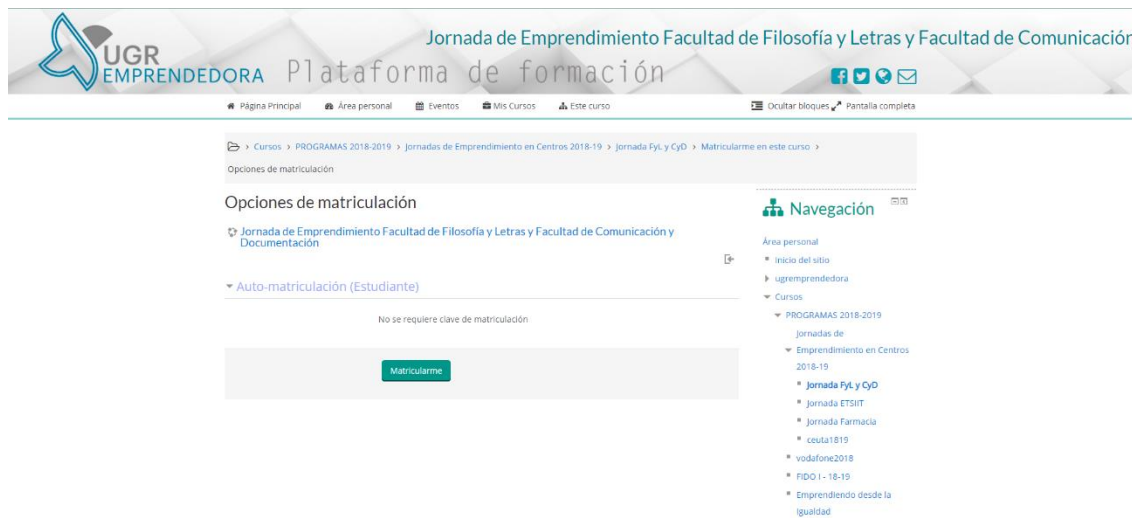 Jornada de Emprendimiento Facultad de Filosofía y Letras y Facultad de Comunicación
UGR
EMPRENDEDORA
Plataforma de formación
Página Principal
Área personal
Eventos
Mis Cursos
Este curso
Ocultar bloques
Pantalla completa
> Cursos > PROGRAMAS 2018-2019 > Jornadas de Emprendimiento en Centros 2018-19 > Jornada FyL y CyD > Matricularme en este curso >
Opciones de matriculación
Opciones de matriculación
Jornada de Emprendimiento Facultad de Filosofía y Letras y Facultad de Comunicación y
Documentación
Auto-matriculación (Estudiante)
No se requiere clave de matriculación
Matricularme
Navegación
Área personal
Inicio del sitio
ugremprendedora
Cursos
PROGRAMAS 2018-2019
Jornadas de
Emprendimiento en Centros
2018-19
Jornada FyL y CyD
Jornada ETSIIT
Jornada Farmacia
ceuta1819
vodafone2018
FIDO I - 18-19
Emprendiendo desde la
Igualdad